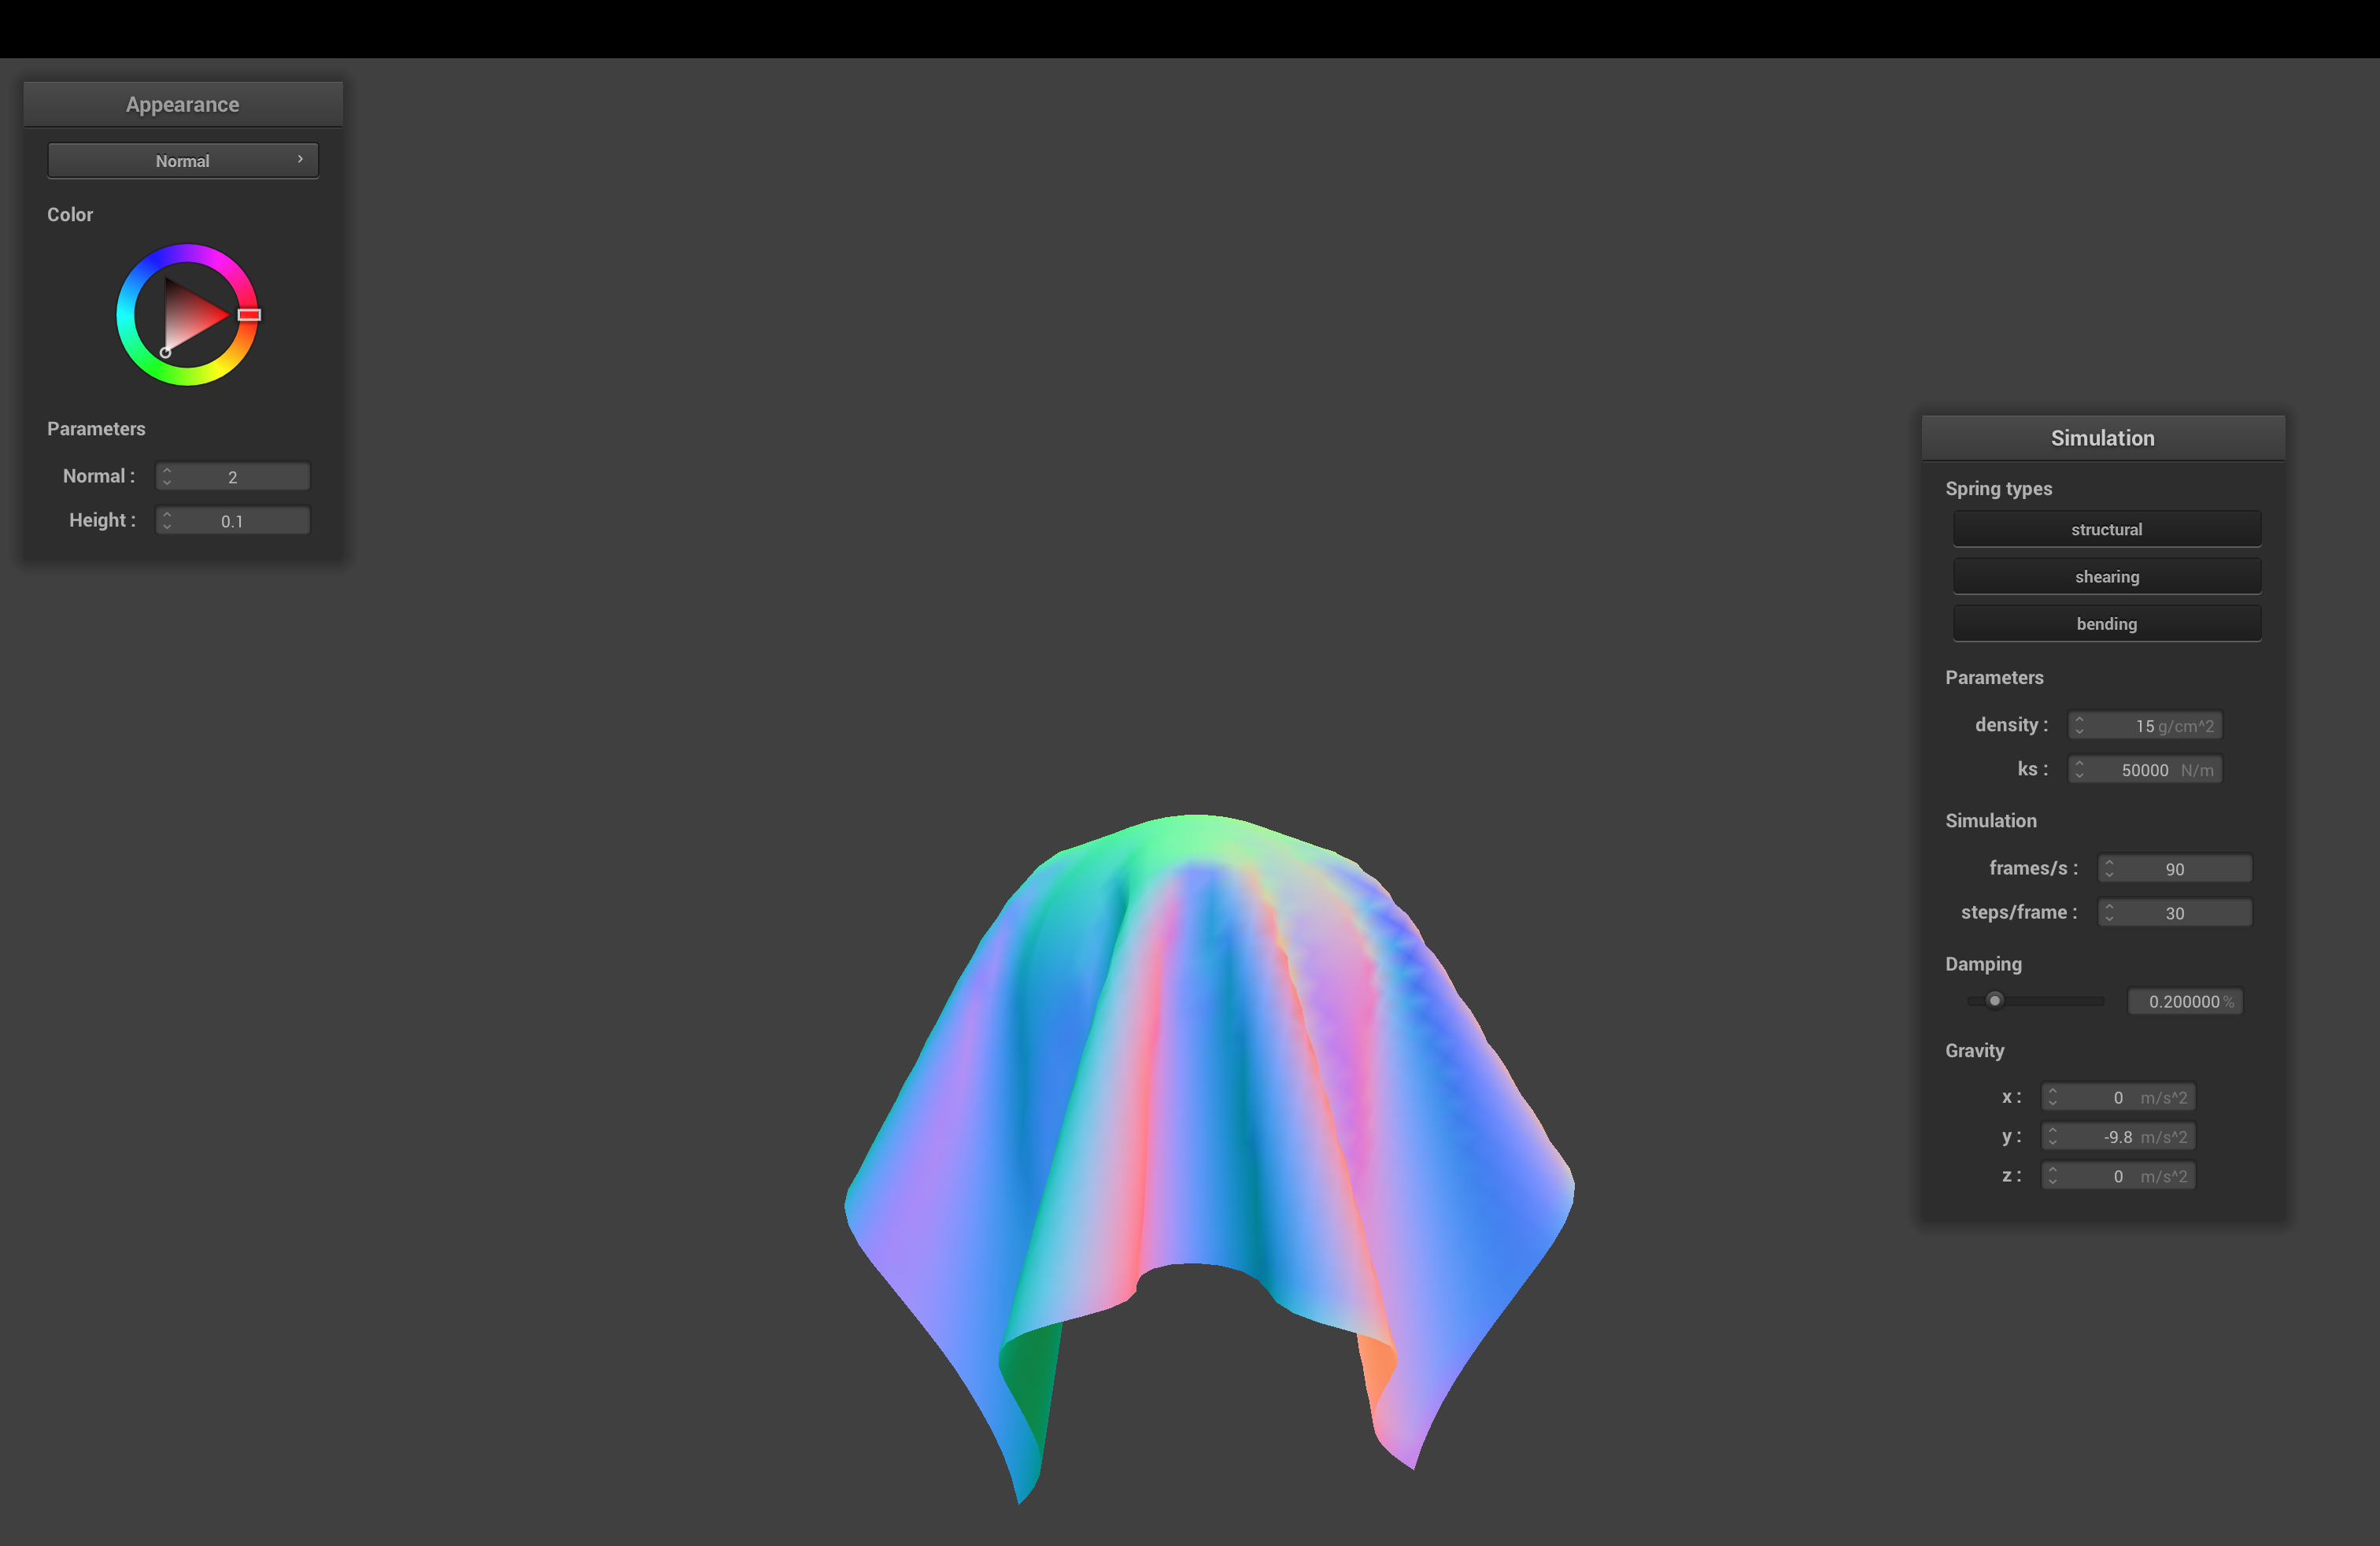 Appearance
Normal
Color
Parameters
Normal : 2
Height : 0.1
Simulation
Spring types
structural
shearing
bending
Parameters
density : 15 g/cm^2
ks : 50000 N/m
Simulation
frames/s : 90
steps/frame : 30
Damping
0.200000 %
Gravity
x : 0 m/s^2
y : -9.8 m/s^2
z : 0 m/s^2